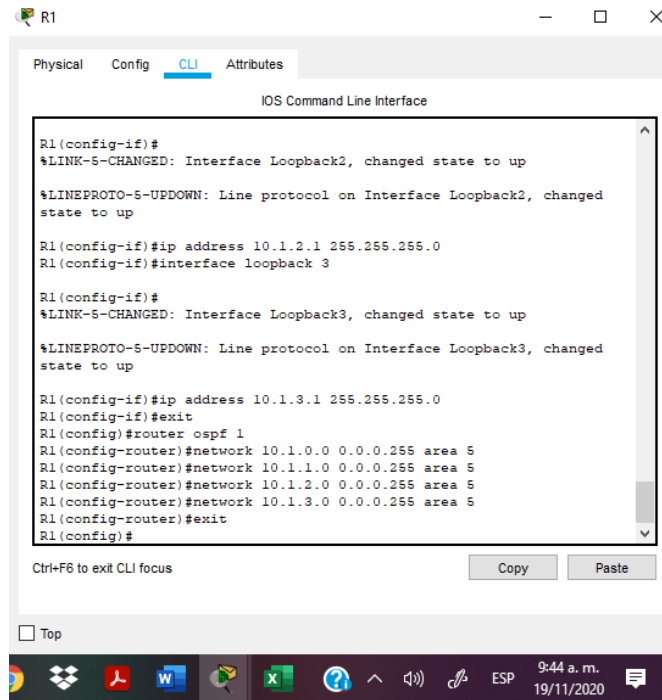 R1
Physical Config CLI Attributes
IOS Command Line Interface
R1(config-if)#
%LINK-5-CHANGED: Interface Loopback2, changed state to up
%LINEPROTO-5-UPDOWN: Line protocol on Interface Loopback2, changed
state to up
R1(config-if)#ip address 10.1.2.1 255.255.255.0
R1(config-if)#interface loopback 3
R1(config-if)#
%LINK-5-CHANGED: Interface Loopback3, changed state to up
%LINEPROTO-5-UPDOWN: Line protocol on Interface Loopback3, changed
state to up
R1(config-if)#ip address 10.1.3.1 255.255.255.0
R1(config-if)#exit
R1(config)#router ospf 1
R1(config-router)#network 10.1.0.0 0.0.0.255 area 5
R1(config-router)#network 10.1.1.0 0.0.0.255 area 5
R1(config-router)#network 10.1.2.0 0.0.0.255 area 5
R1(config-router)#network 10.1.3.0 0.0.0.255 area 5
R1(config-router)#exit
R1(config)#
Ctrl+F6 to exit CLI focus Copy Paste
Top
ESP 9:44 a. m.
19/11/2020